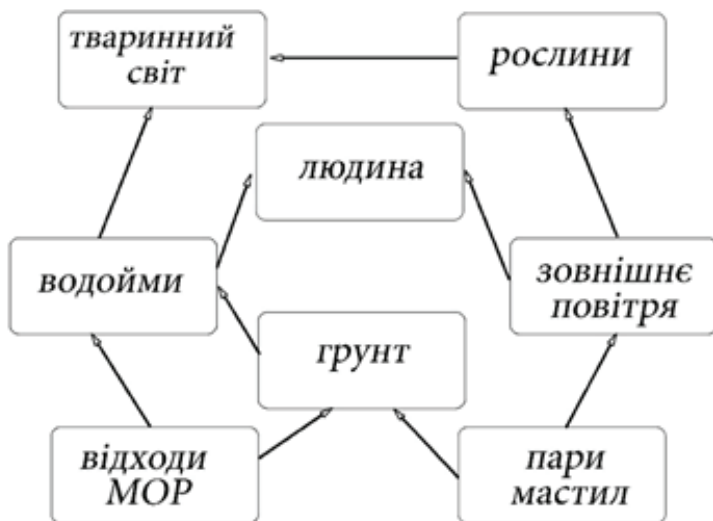 тваринний
світ
рослини
людина
водойми
зовнішнє
повітря
грунт
відходи
МОР
пари
мастил